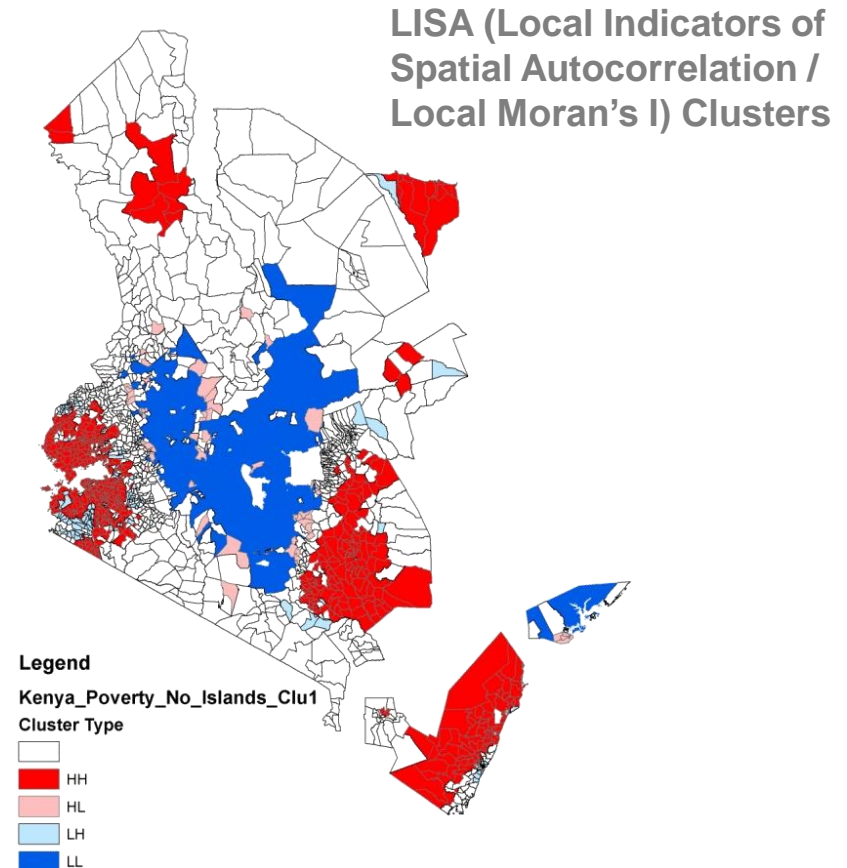 LISA (Local Indicators of
Spatial Autocorrelation /
Local Moran's I) Clusters
Legend
Kenya_Poverty_No_Islands_Clu1
Cluster Type
HH
HL
LH
LL